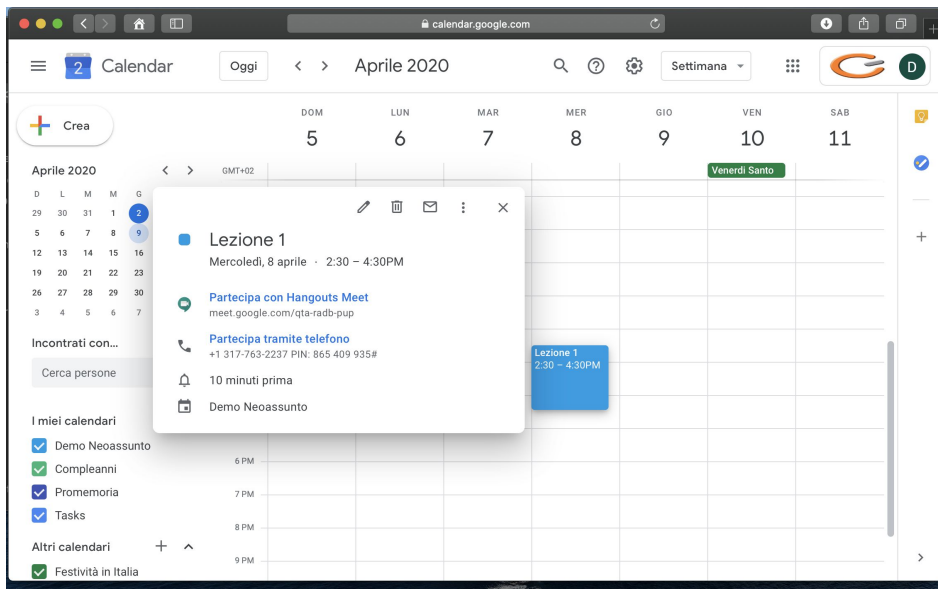 calendar.google.com
2 Calendar
Oggi
Aprile 2020
Settimana
D
Crea
DOM LUN MAR MER GIO VEN SAB
5 6 7 8 9 10 11
GMT+02
Venerdì Santo
Aprile 2020
D L M M G
29 30 31 1 2
5 6 7 8 9
12 13 14 15 16
19 20 21 22 23
26 27 28 29 30
3 4 5 6 7
Incontrati con...
Cerca persone
I miei calendari
Demo Neoassunto
Compleanni
Promemoria
Tasks
Altri calendari
Festività in Italia
Lezione 1
Mercoledì, 8 aprile · 2:30 – 4:30PM
Partecipa con Hangouts Meet
meet.google.com/qta-radb-pup
Partecipa tramite telefono
+1 317-763-2237 PIN: 865 409 935#
10 minuti prima
Demo Neoassunto
Lezione 1
2:30 – 4:30PM
6 PM
7 PM
8 PM
9 PM